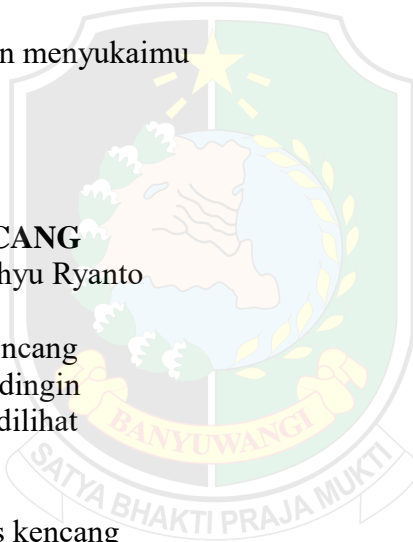 n menyukaimu
CANG
hyu Ryanto
ncang
dingin
dilihat
BANYUWANGI
SATYA BHAKTI PRAJA MUKTI
s kencang